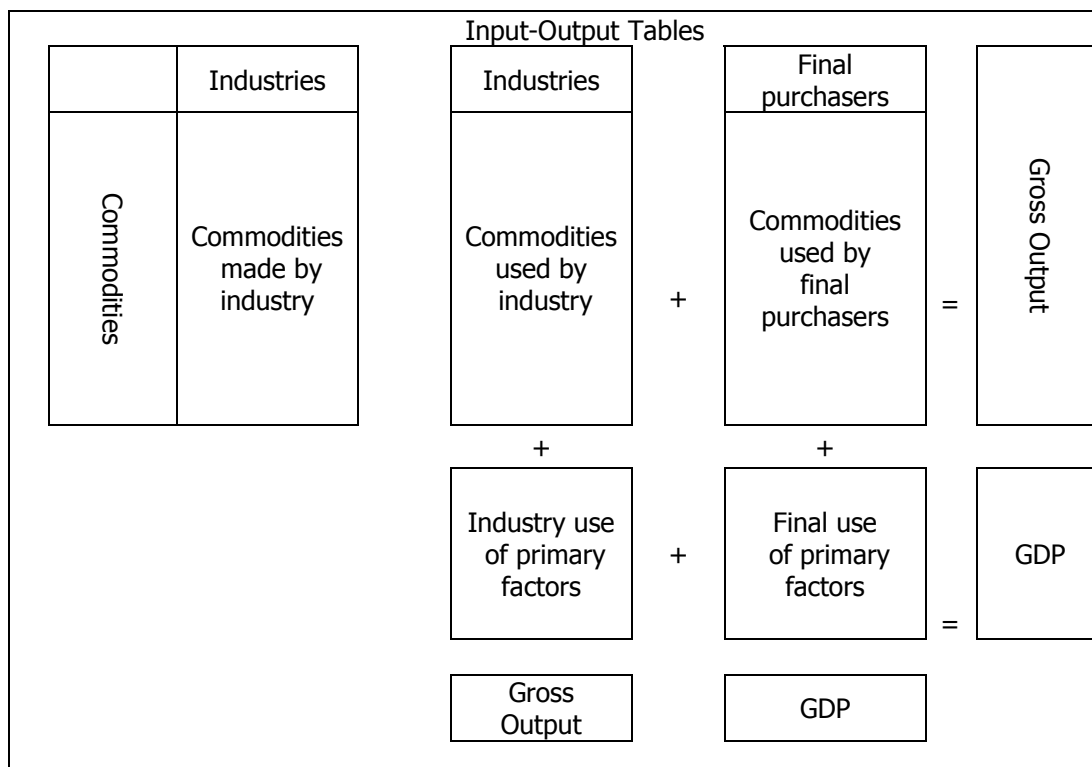 Input-Output Tables
Industries
Industries
Final
purchasers
Commodities
Commodities
made by
industry
Commodities
used by
industry
+
Commodities
used by
final
purchasers
=
Gross Output
+
+
Industry use
of primary
factors
+
Final use
of primary
factors
=
GDP
Gross
Output
GDP